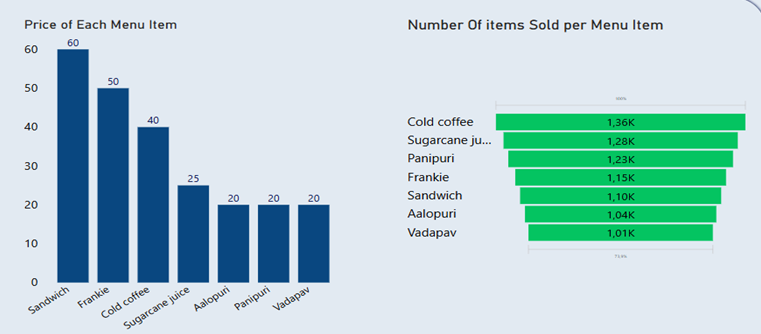 Price of Each Menu Item
60
60
50
50
40
40
30
25
20
20
20
20
10
0
Sandwich
Frankie
Cold coffee
Sugarcane juice
Aalopuri
Panipuri
Vadapav
Number Of items Sold per Menu Item
100%
Cold coffee 1,36K
Sugarcane ju... 1,28K
Panipuri 1,23K
Frankie 1,15K
Sandwich 1,10K
Aalopuri 1,04K
Vadapav 1,01K